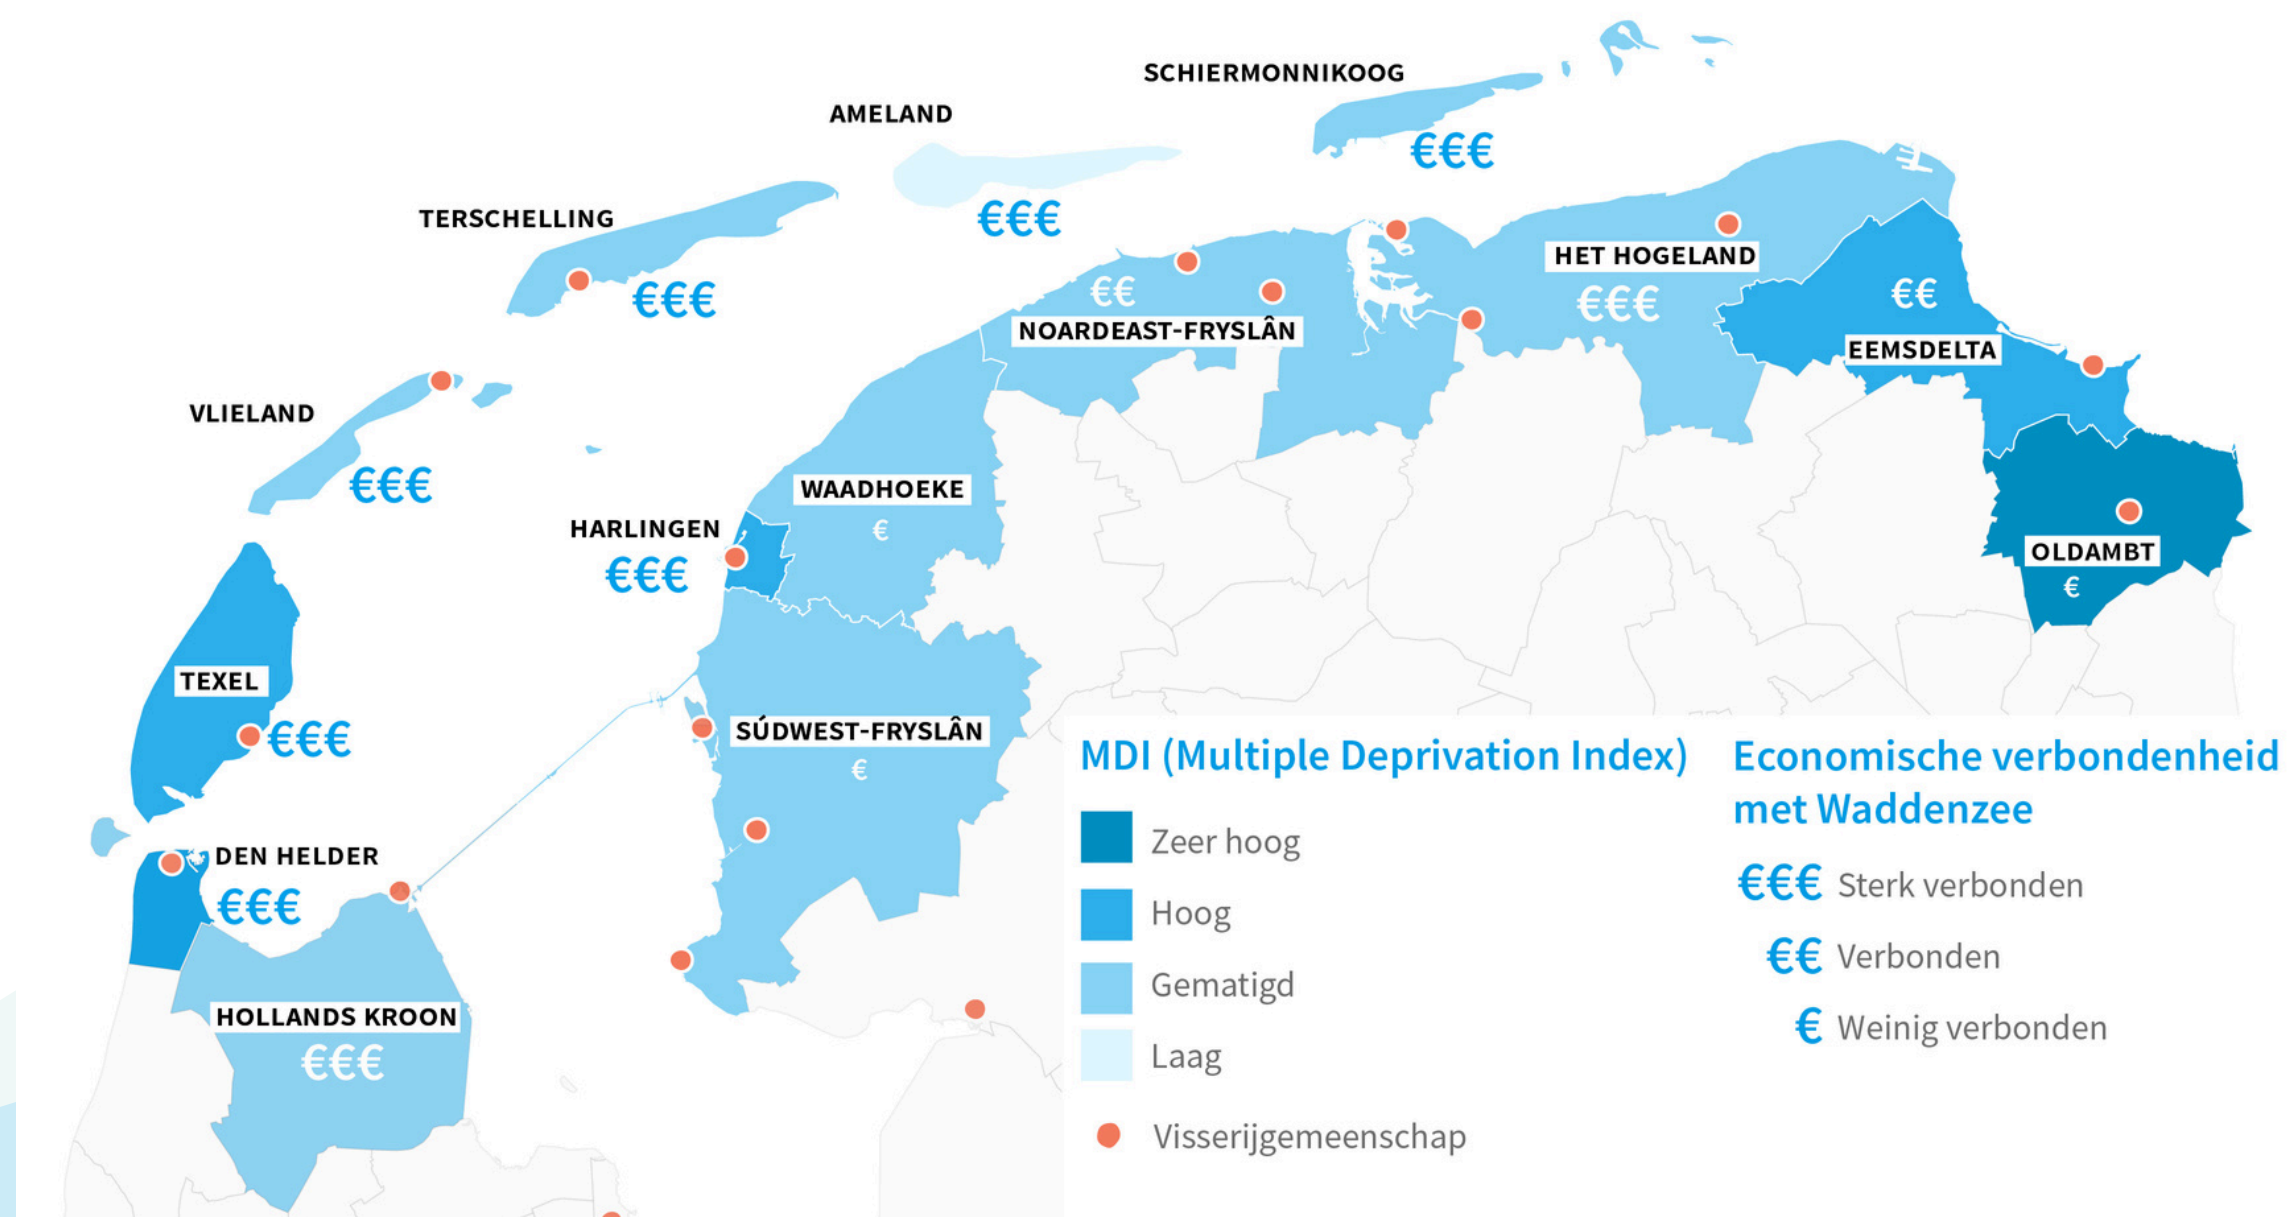 SCHIERMONNIKOOG
€€€
AMELAND
€€€
TERSCHELLING
€€€
VLIELAND
€€€
HET HOGELAND
€€€
€€
NOARDEAST-FRYSLÂN
€€
EEMSDELTA
WAADHOEKE
€
HARLINGEN
€€€
OLDAMBT
€
TEXEL
€€€
SÚDWEST-FRYSLÂN
€
DEN HELDER
€€€
HOLLANDS KROON
€€€
MDI (Multiple Deprivation Index)
Zeer hoog
Hoog
Gematigd
Laag
Visserijgemeenschap
Economische verbondenheid
met Waddenzee
€€€ Sterk verbonden
€€ Verbonden
€ Weinig verbonden